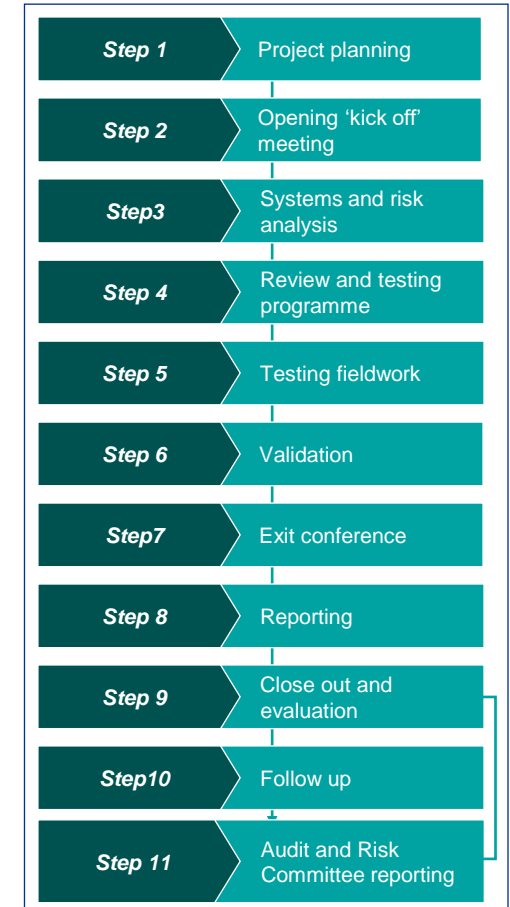 Step 1
Project planning
Step 2
Opening ‘kick off’
meeting
Step3
Systems and risk
analysis
Step 4
Review and testing
programme
Step 5
Testing fieldwork
Step 6
Validation
Step7
Exit conference
Step 8
Reporting
Step 9
Close out and
evaluation
Step10
Follow up
Step 11
Audit and Risk
Committee reporting